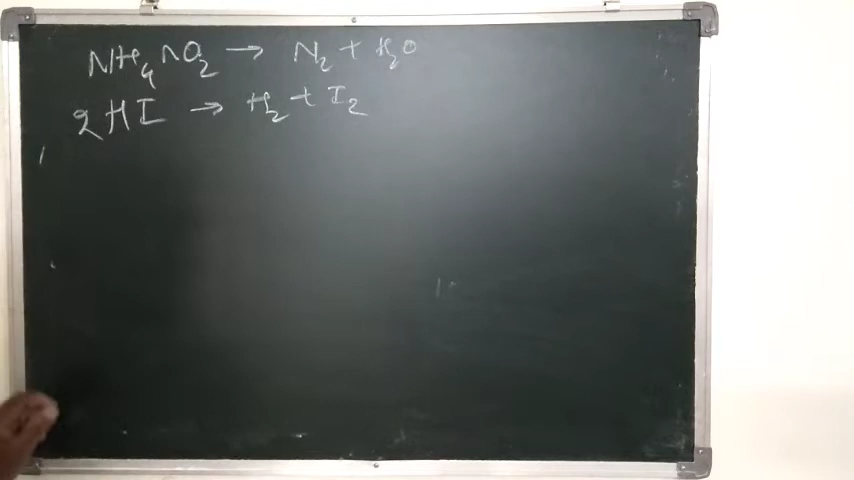 NH₄NO₂ → N₂ + H₂O
2HI → H₂ + I₂